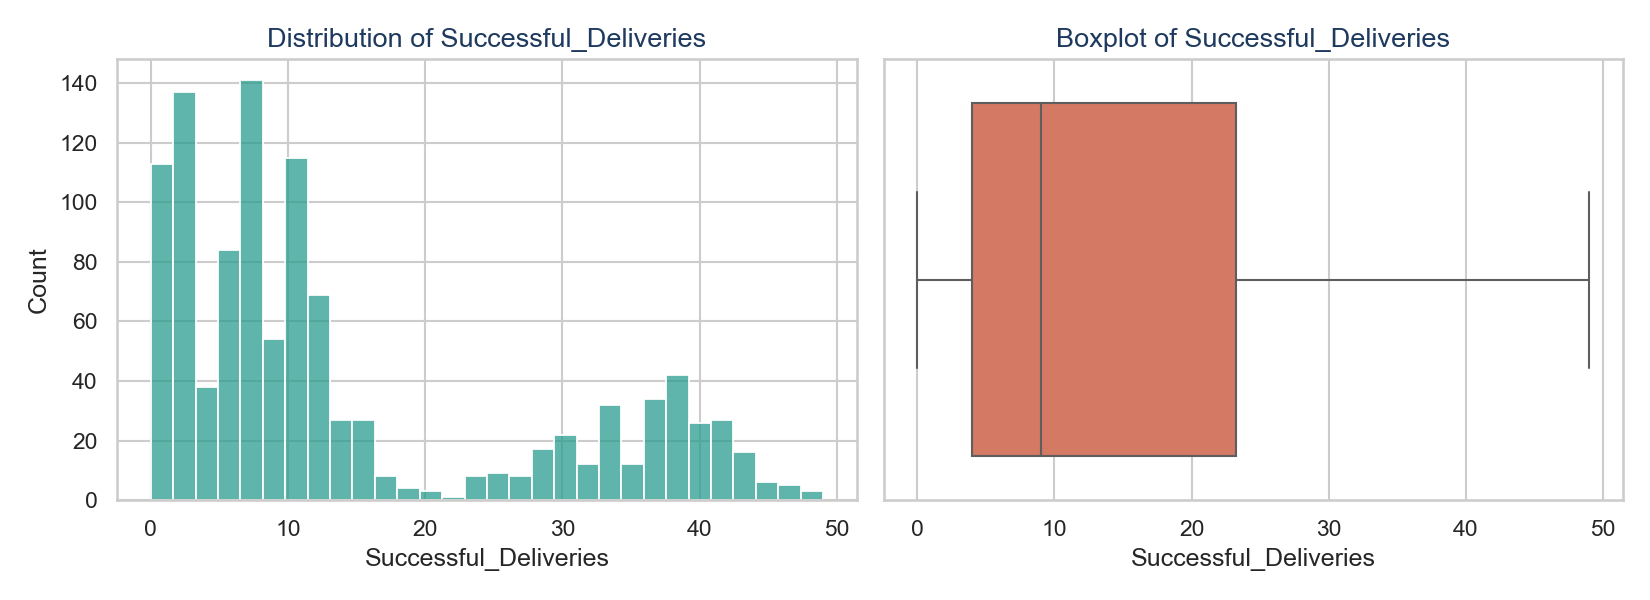 Distribution of Successful_Deliveries
140
120
100
80
60
40
20
0
Count
0 10 20 30 40 50
Successful_Deliveries
Boxplot of Successful_Deliveries
0 10 20 30 40 50
Successful_Deliveries